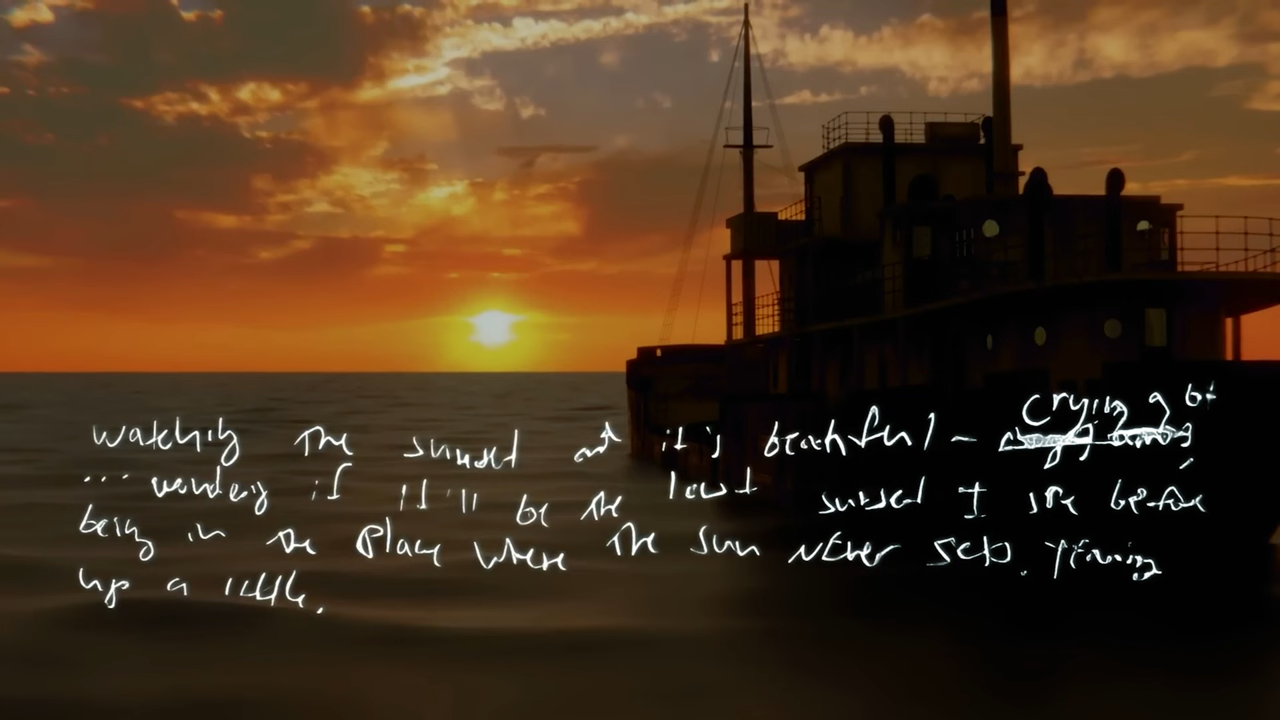 watching the sunset and it's beautiful – crying a bit
... wondering if it'll be the last sunset I see before
being in the place where the sun never sets.
up a little.